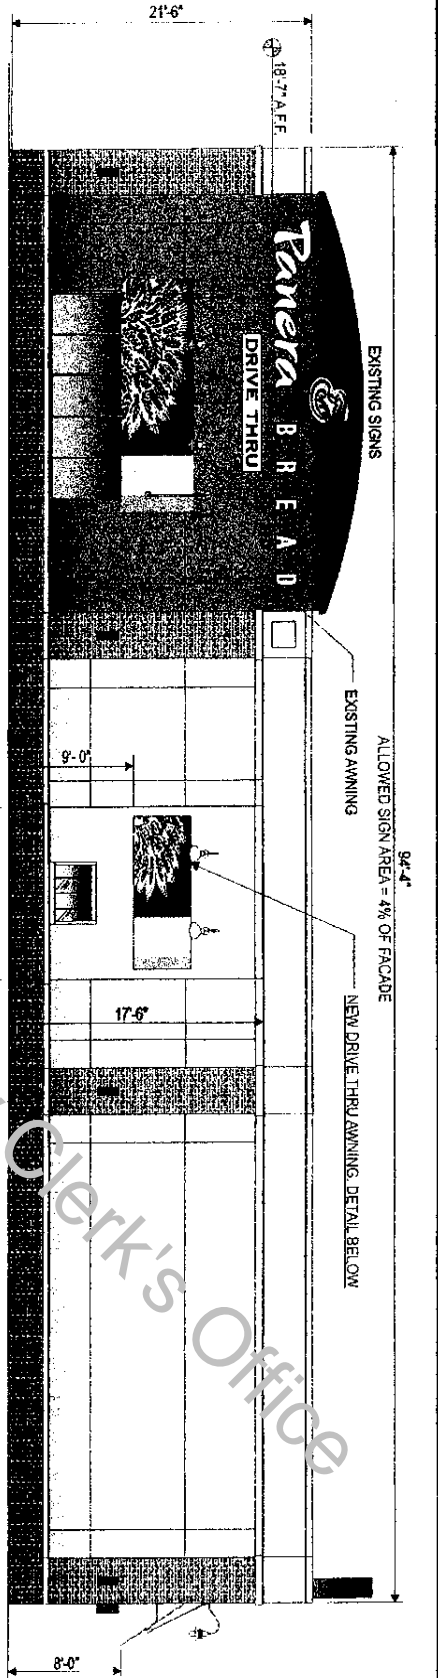 21'-6"
18'-7" A.F.F.
EXISTING SIGNS
Panera BREAD
DRIVE THRU
EXISTING AWNING
94'-4"
ALLOWED SIGN AREA = 4% OF FACADE
NEW DRIVE THRU AWNING, DETAIL BELOW
9'-0"
17'-6"
8'-0"
Clerk's Office